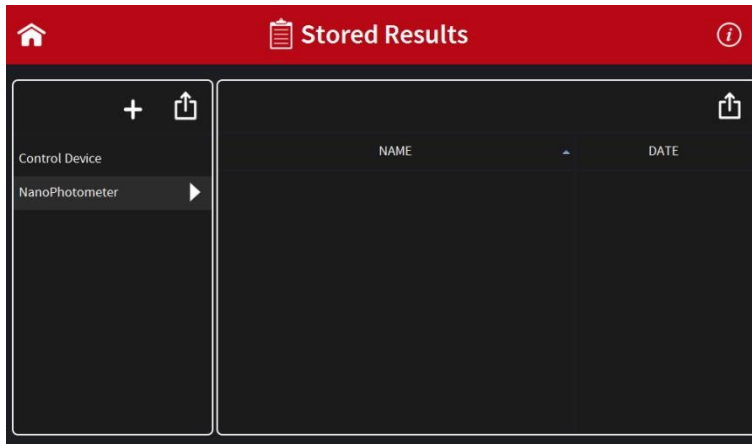 Stored Results
Control Device
NanoPhotometer
NAME DATE